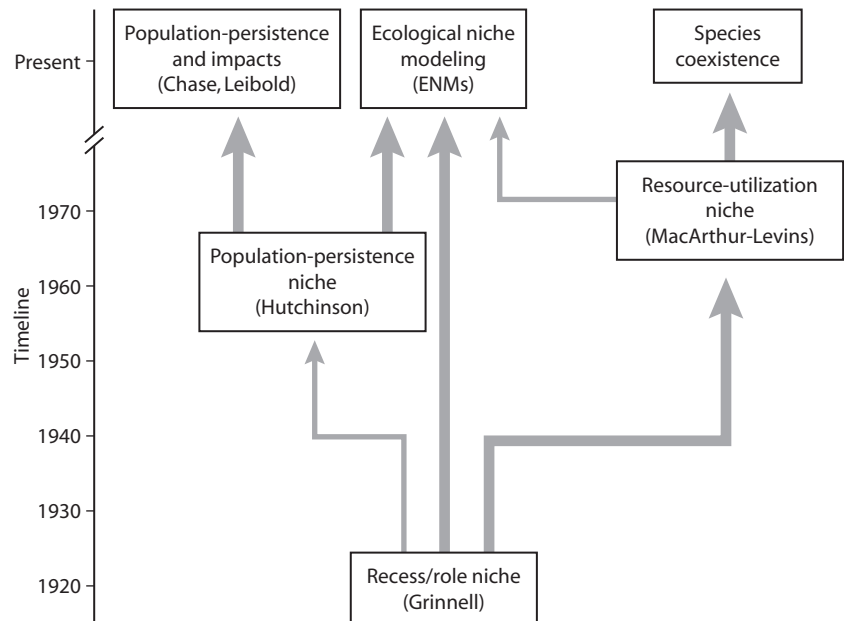 Population-persistence
and impacts
(Chase, Leibold)
Ecological niche
modeling
(ENMs)
Species
coexistence
Present
Resource-utilization
niche
(MacArthur-Levins)
1970
Population-persistence
niche
(Hutchinson)
1960
Timeline
1950
1940
1930
Recess/role niche
(Grinnell)
1920